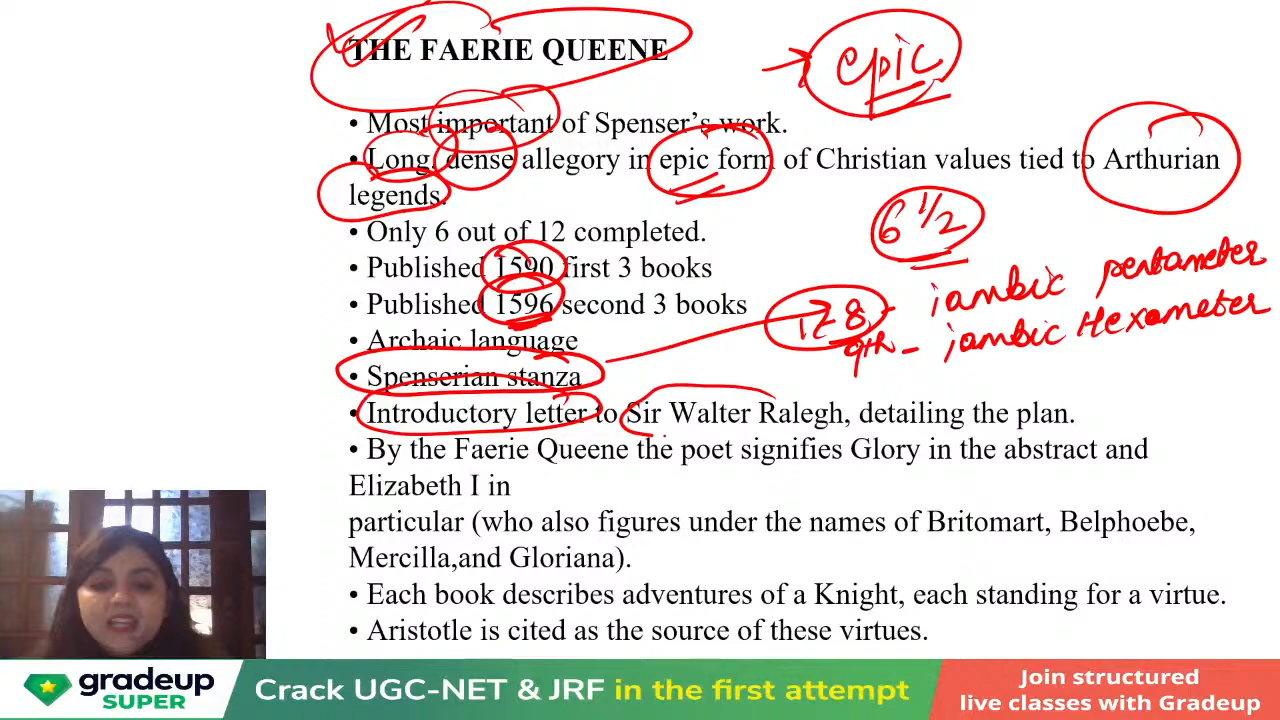 THE FAERIE QUEENE
epic
• Most important of Spenser's work.
• Long, dense allegory in epic form of Christian values tied to Arthurian
legends.
6 1/2
• Only 6 out of 12 completed.
• Published 1590 first 3 books
• Published 1596 second 3 books
1-8 - iambic pentameter
9th - iambic Hexameter
• Archaic language
• Spenserian stanza
• Introductory letter to Sir Walter Ralegh, detailing the plan.
• By the Faerie Queene the poet signifies Glory in the abstract and
Elizabeth I in
particular (who also figures under the names of Britomart, Belphoebe,
Mercilla,and Gloriana).
• Each book describes adventures of a Knight, each standing for a virtue.
• Aristotle is cited as the source of these virtues.
gradeup
SUPER
Crack UGC-NET & JRF in the first attempt
Join structured
live classes with Gradeup